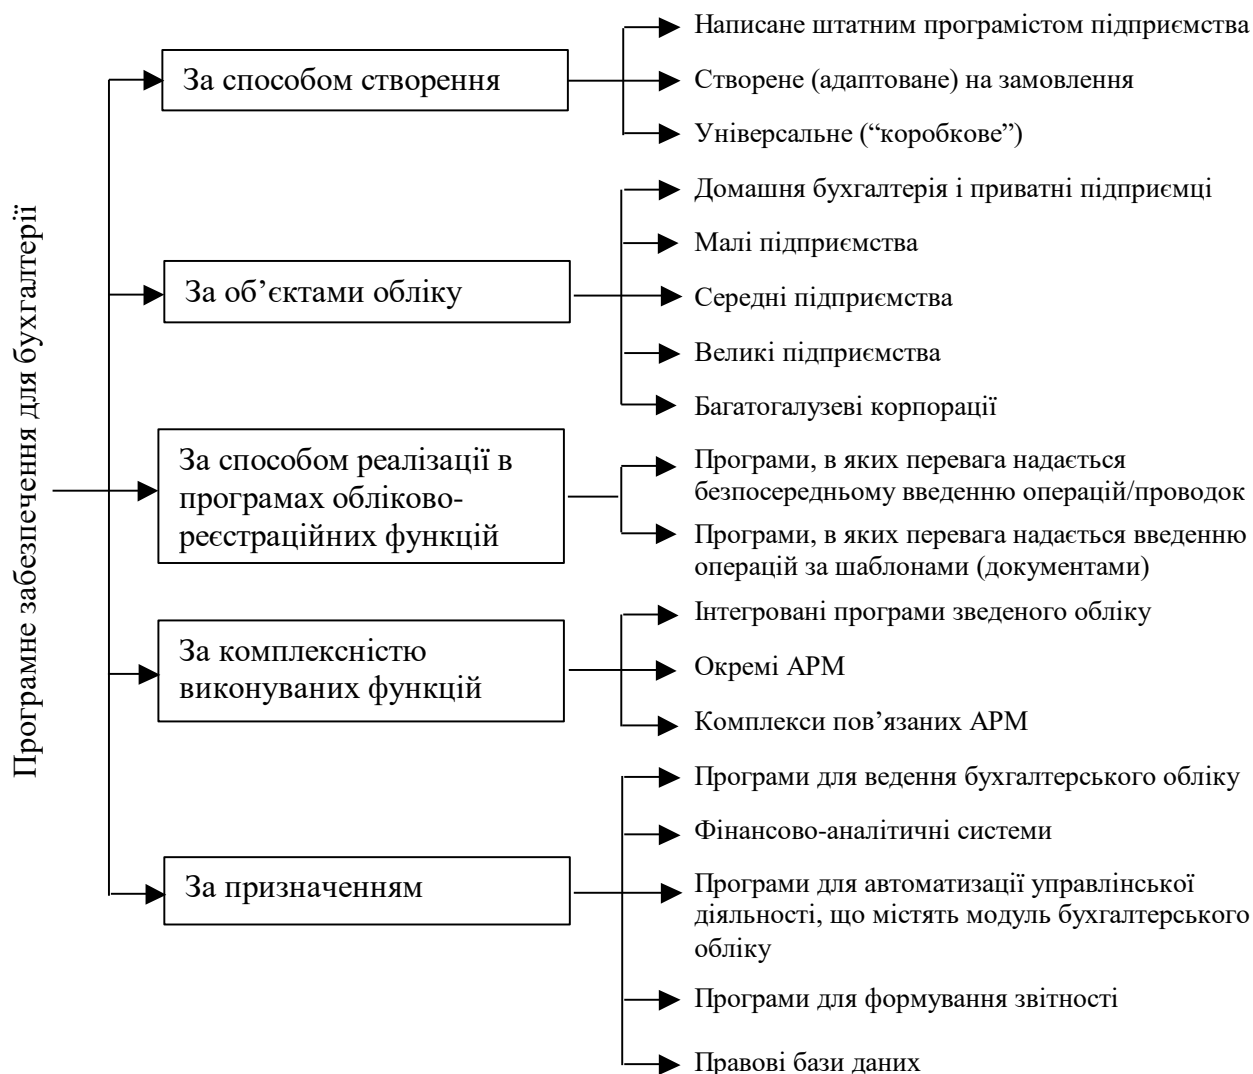 Програмне забезпечення для бухгалтерії
За способом створення
Написане штатним програмістом підприємства
Створене (адаптоване) на замовлення
Універсальне (“коробкове”)
За об’єктами обліку
Домашня бухгалтерія і приватні підприємці
Малі підприємства
Середні підприємства
Великі підприємства
Багатогалузеві корпорації
За способом реалізації в
програмах обліково-
реєстраційних функцій
Програми, в яких перевага надається
безпосередньому введенню операцій/проводок
Програми, в яких перевага надається введенню
операцій за шаблонами (документами)
За комплексністю
виконуваних функцій
Інтегровані програми зведеного обліку
Окремі АРМ
Комплекси пов’язаних АРМ
За призначенням
Програми для ведення бухгалтерського обліку
Фінансово-аналітичні системи
Програми для автоматизації управлінської
діяльності, що містять модуль бухгалтерського
обліку
Програми для формування звітності
Правові бази даних